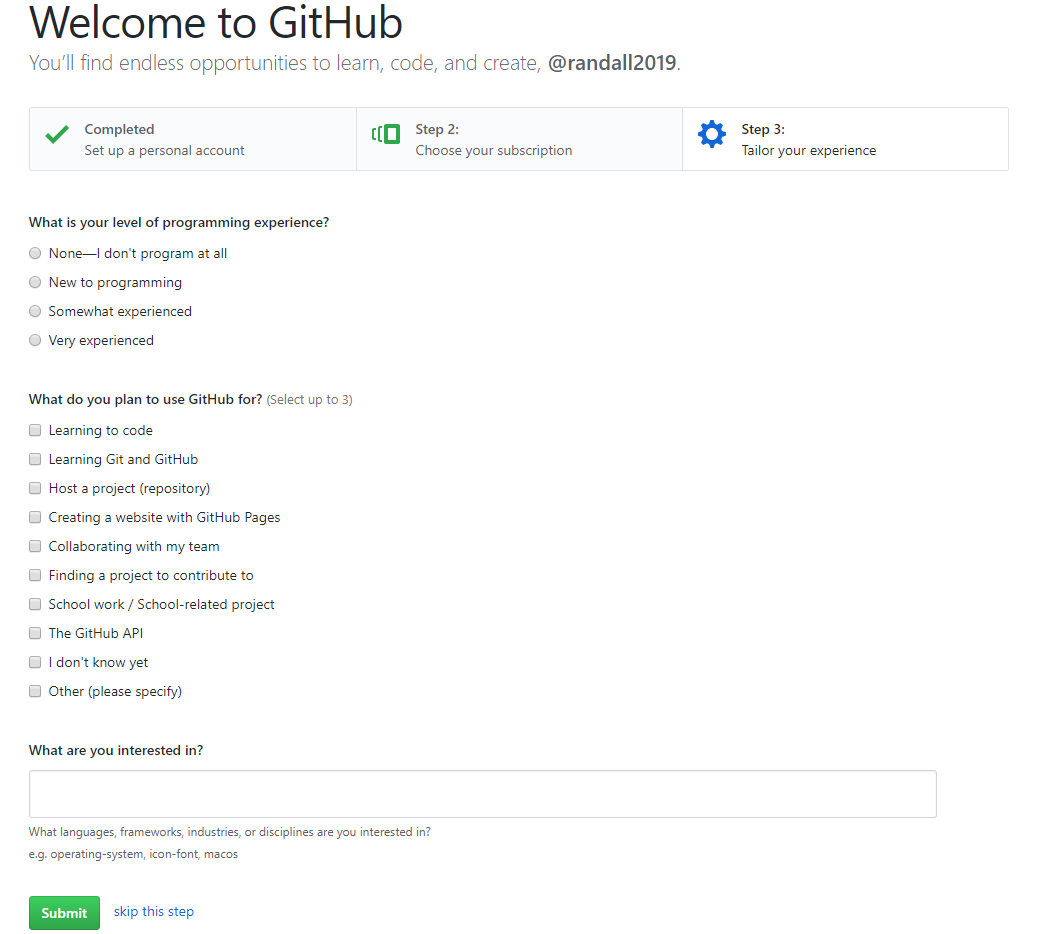 Welcome to GitHub
You’ll find endless opportunities to learn, code, and create, @randall2019.
Completed
Set up a personal account
Step 2:
Choose your subscription
Step 3:
Tailor your experience
What is your level of programming experience?
None—I don't program at all
New to programming
Somewhat experienced
Very experienced
What do you plan to use GitHub for? (Select up to 3)
Learning to code
Learning Git and GitHub
Host a project (repository)
Creating a website with GitHub Pages
Collaborating with my team
Finding a project to contribute to
School work / School-related project
The GitHub API
I don't know yet
Other (please specify)
What are you interested in?
What languages, frameworks, industries, or disciplines are you interested in?
e.g. operating-system, icon-font, macos
Submit skip this step